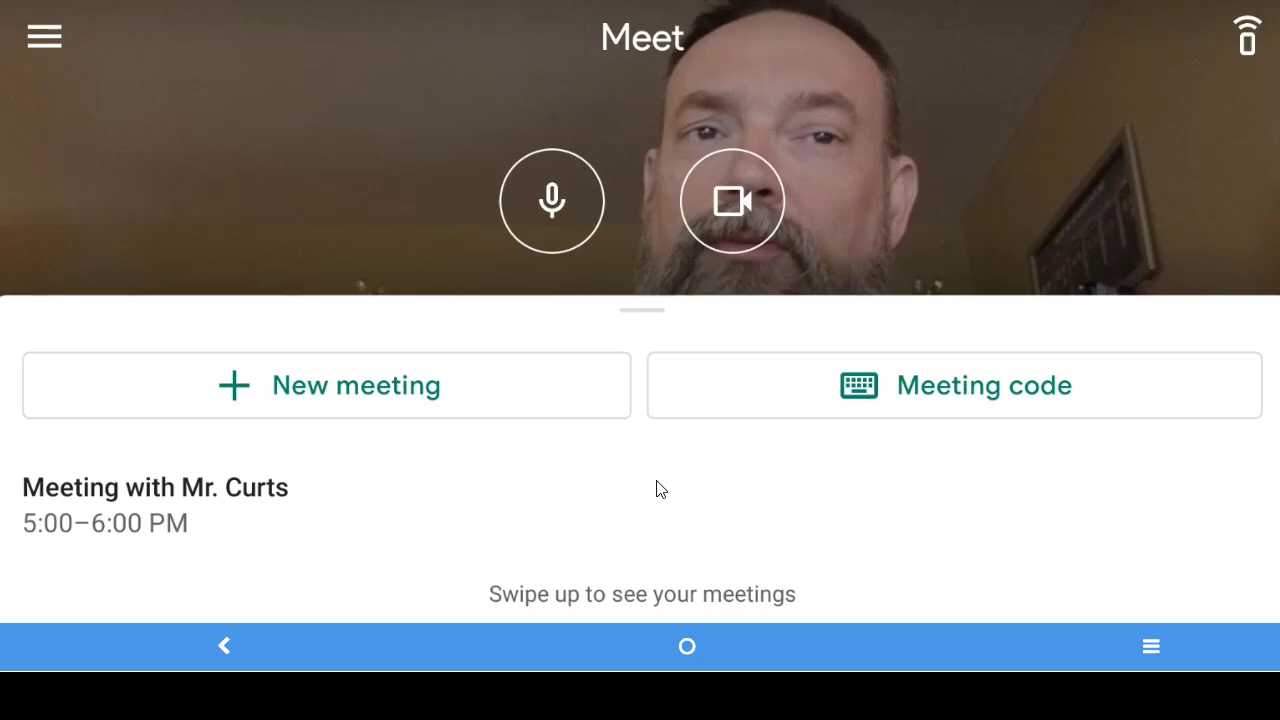 Meet
New meeting
Meeting code
Meeting with Mr. Curts
5:00–6:00 PM
Swipe up to see your meetings